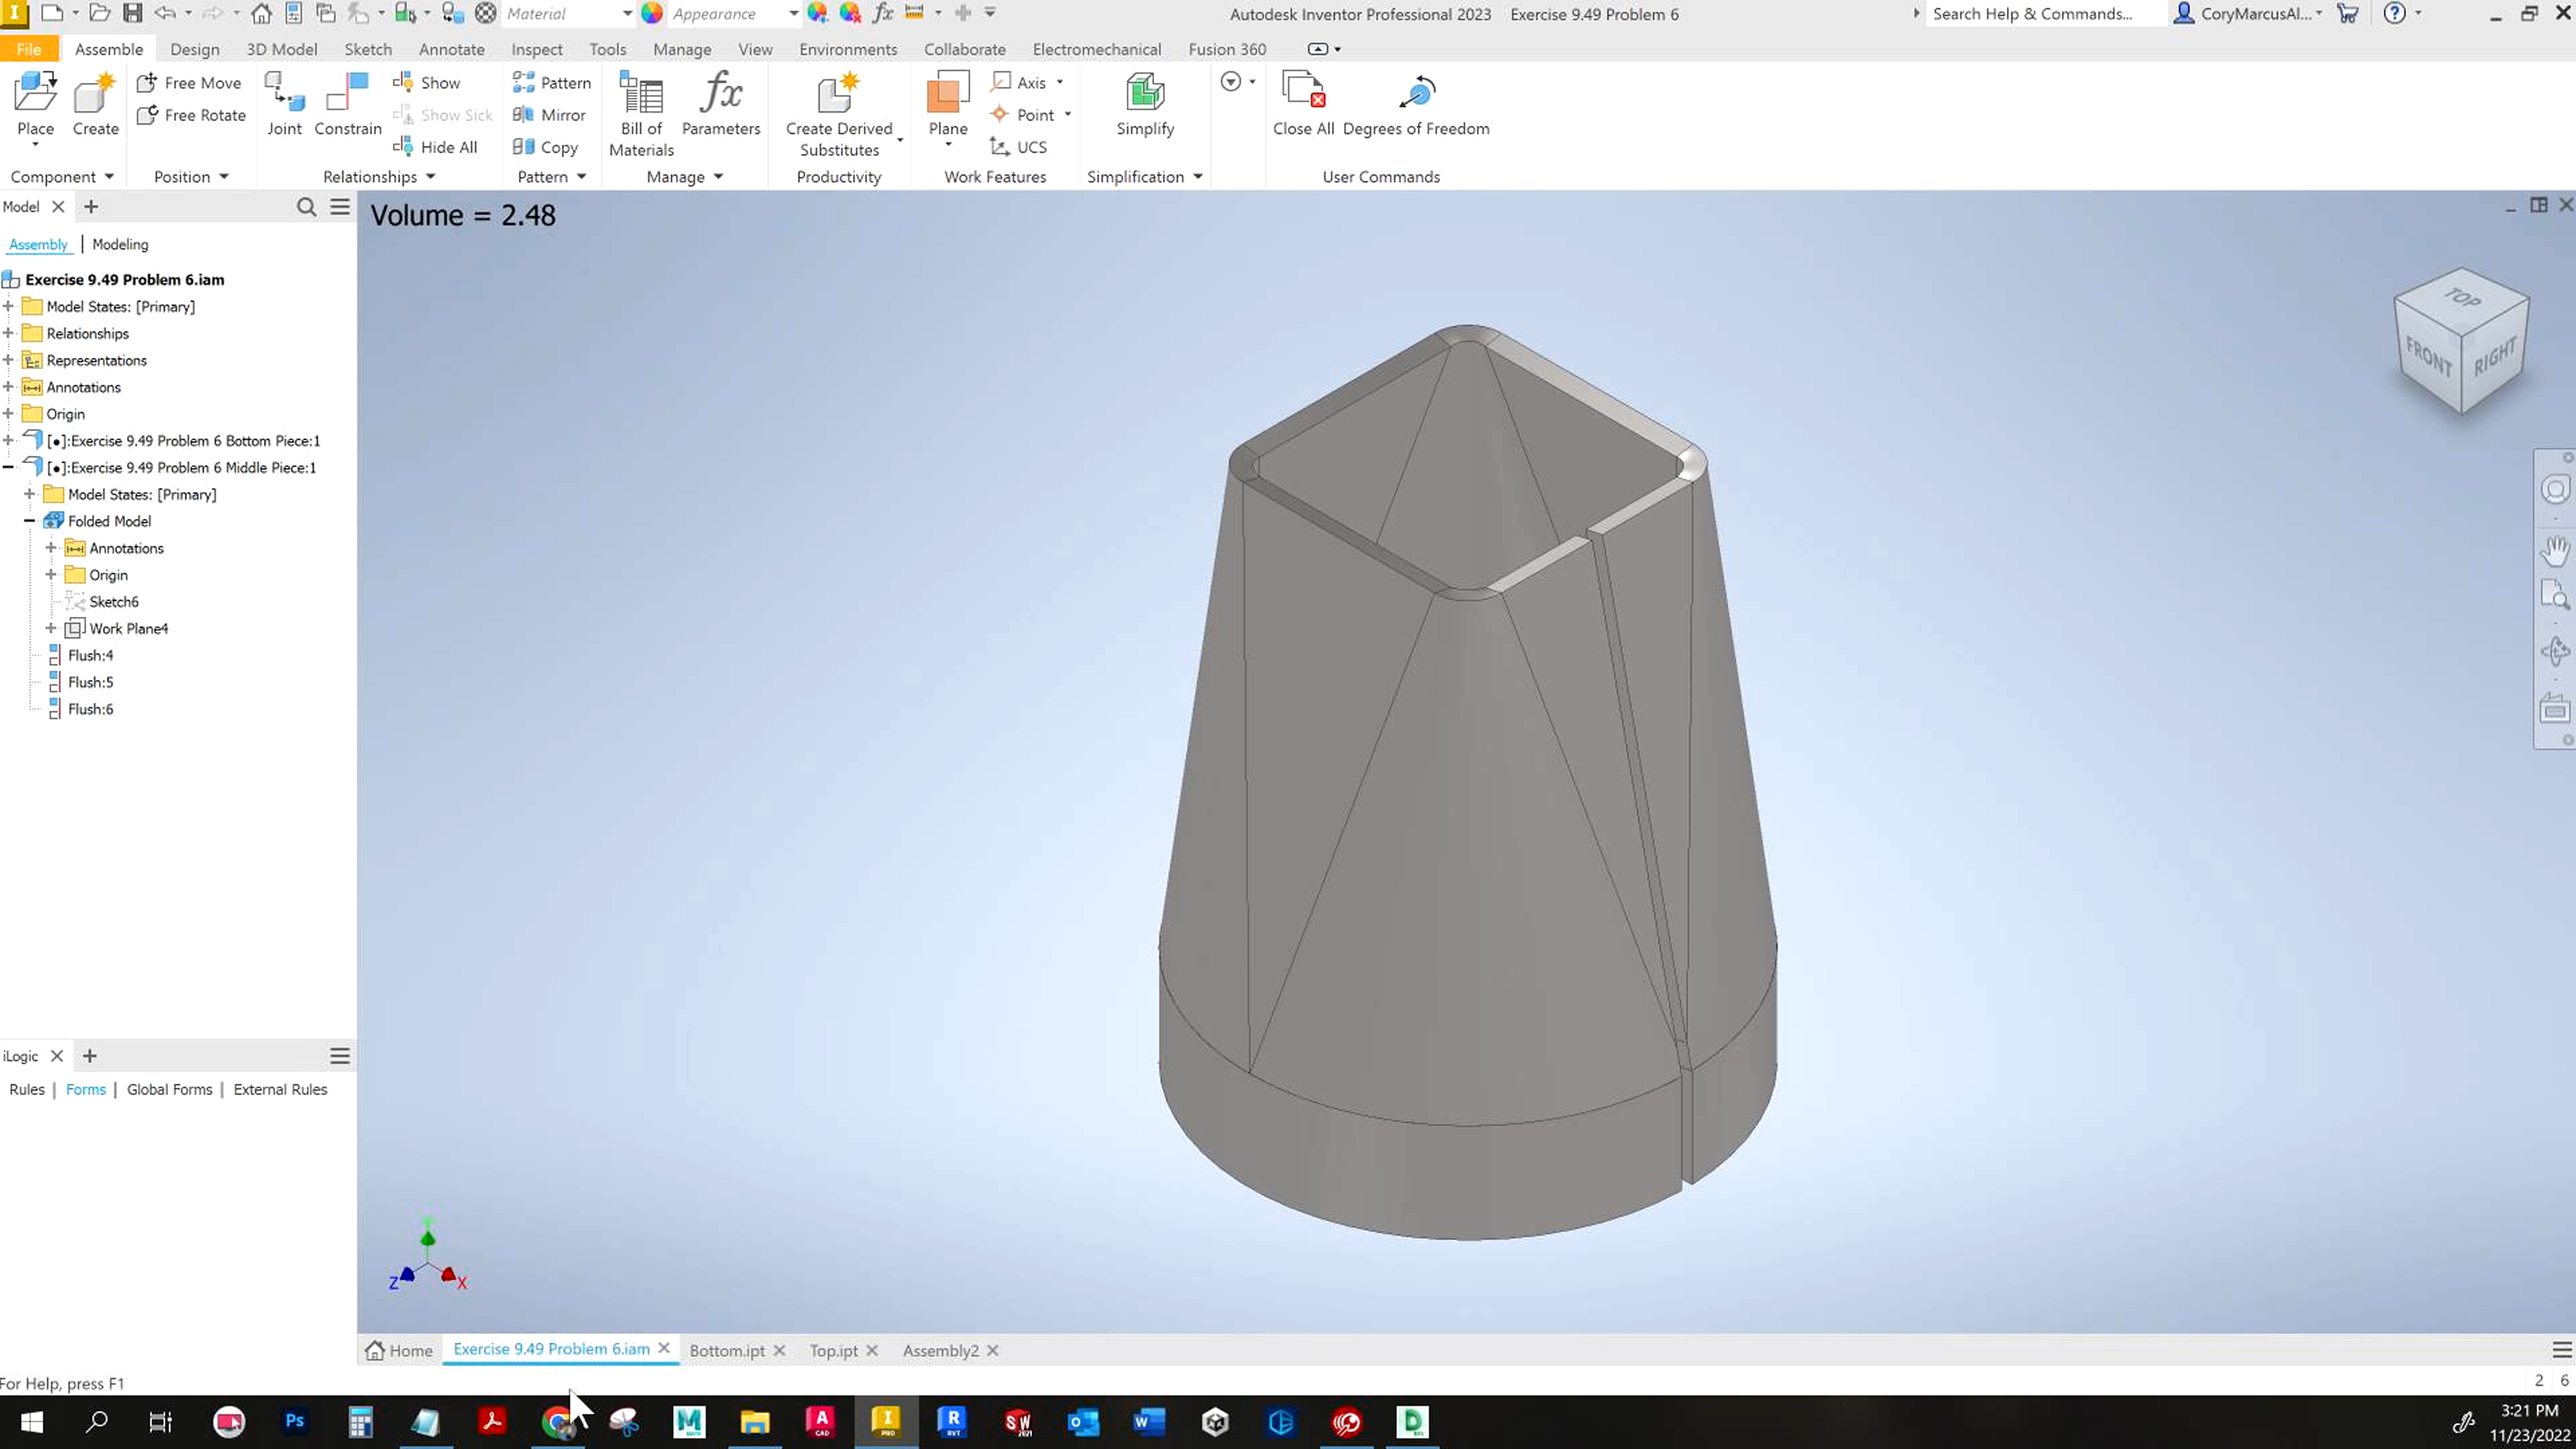 Material
Appearance
Autodesk Inventor Professional 2023 Exercise 9.49 Problem 6
Search Help & Commands...
CoryMarcusAl...
File
Assemble
Design
3D Model
Sketch
Annotate
Inspect
Tools
Manage
View
Environments
Collaborate
Electromechanical
Fusion 360
Place
Create
Free Move
Free Rotate
Joint
Constrain
Show
Show Sick
Hide All
Pattern
Mirror
Copy
Bill of
Materials
Parameters
Create Derived
Substitutes
Plane
Axis
Point
UCS
Simplify
Close All
Degrees of Freedom
Component
Position
Relationships
Pattern
Manage
Productivity
Work Features
Simplification
User Commands
Model
Assembly | Modeling
Exercise 9.49 Problem 6.iam
Model States: [Primary]
Relationships
Representations
Annotations
Origin
[•]:Exercise 9.49 Problem 6 Bottom Piece:1
[•]:Exercise 9.49 Problem 6 Middle Piece:1
Model States: [Primary]
Folded Model
Annotations
Origin
Sketch6
Work Plane4
Flush:4
Flush:5
Flush:6
Volume = 2.48
TOP
FRONT
RIGHT
Z
X
iLogic
Rules | Forms | Global Forms | External Rules
Home
Exercise 9.49 Problem 6.iam
Bottom.ipt
Top.ipt
Assembly2
For Help, press F1
2 6
Ps
3:21 PM
11/23/2022